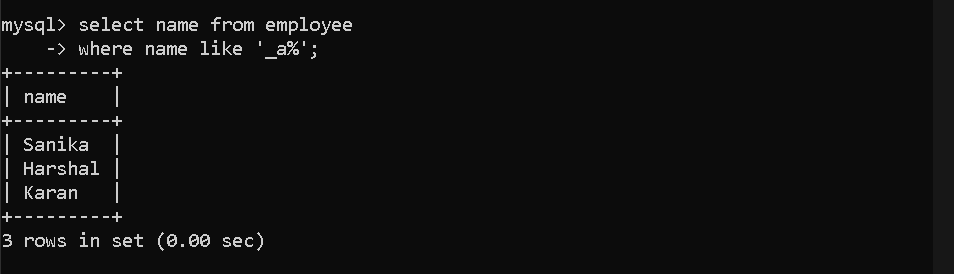 mysql> select name from employee
    -> where name like '_a%';
+---------+
| name    |
+---------+
| Sanika  |
| Harshal |
| Karan   |
+---------+
3 rows in set (0.00 sec)